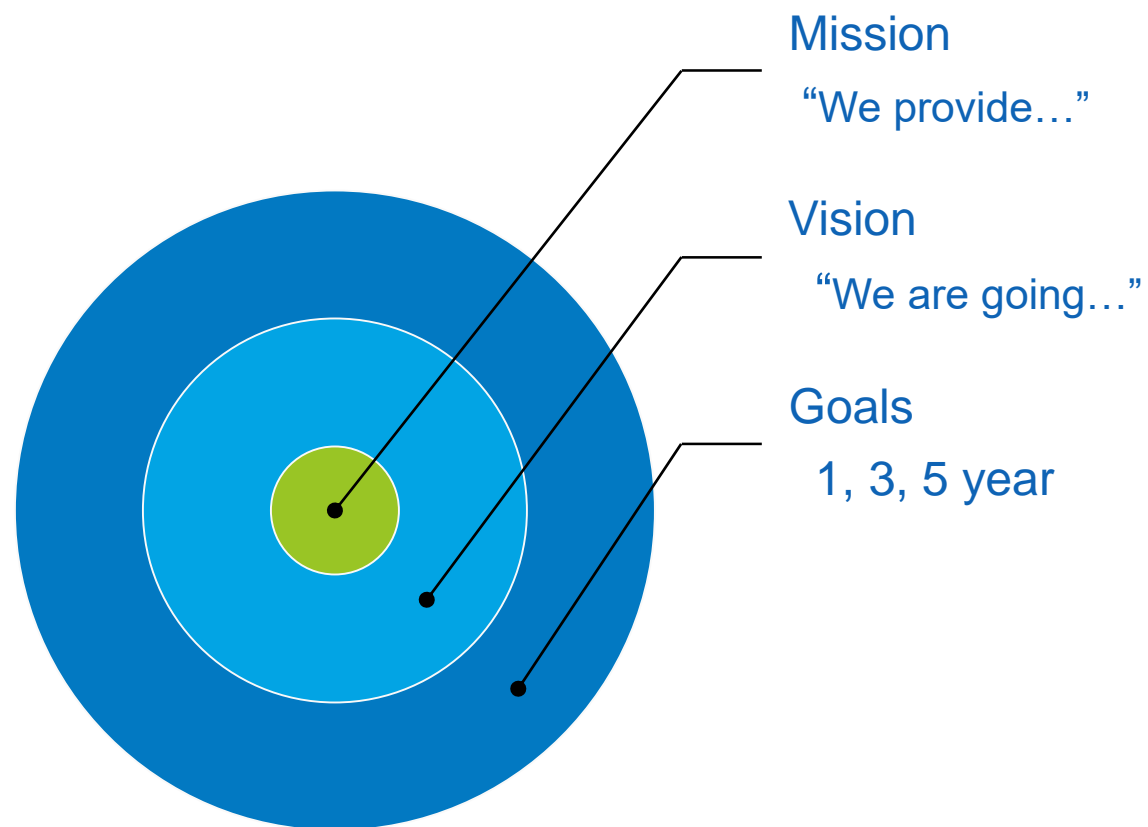 Mission
“We provide…”
Vision
“We are going…”
Goals
1, 3, 5 year